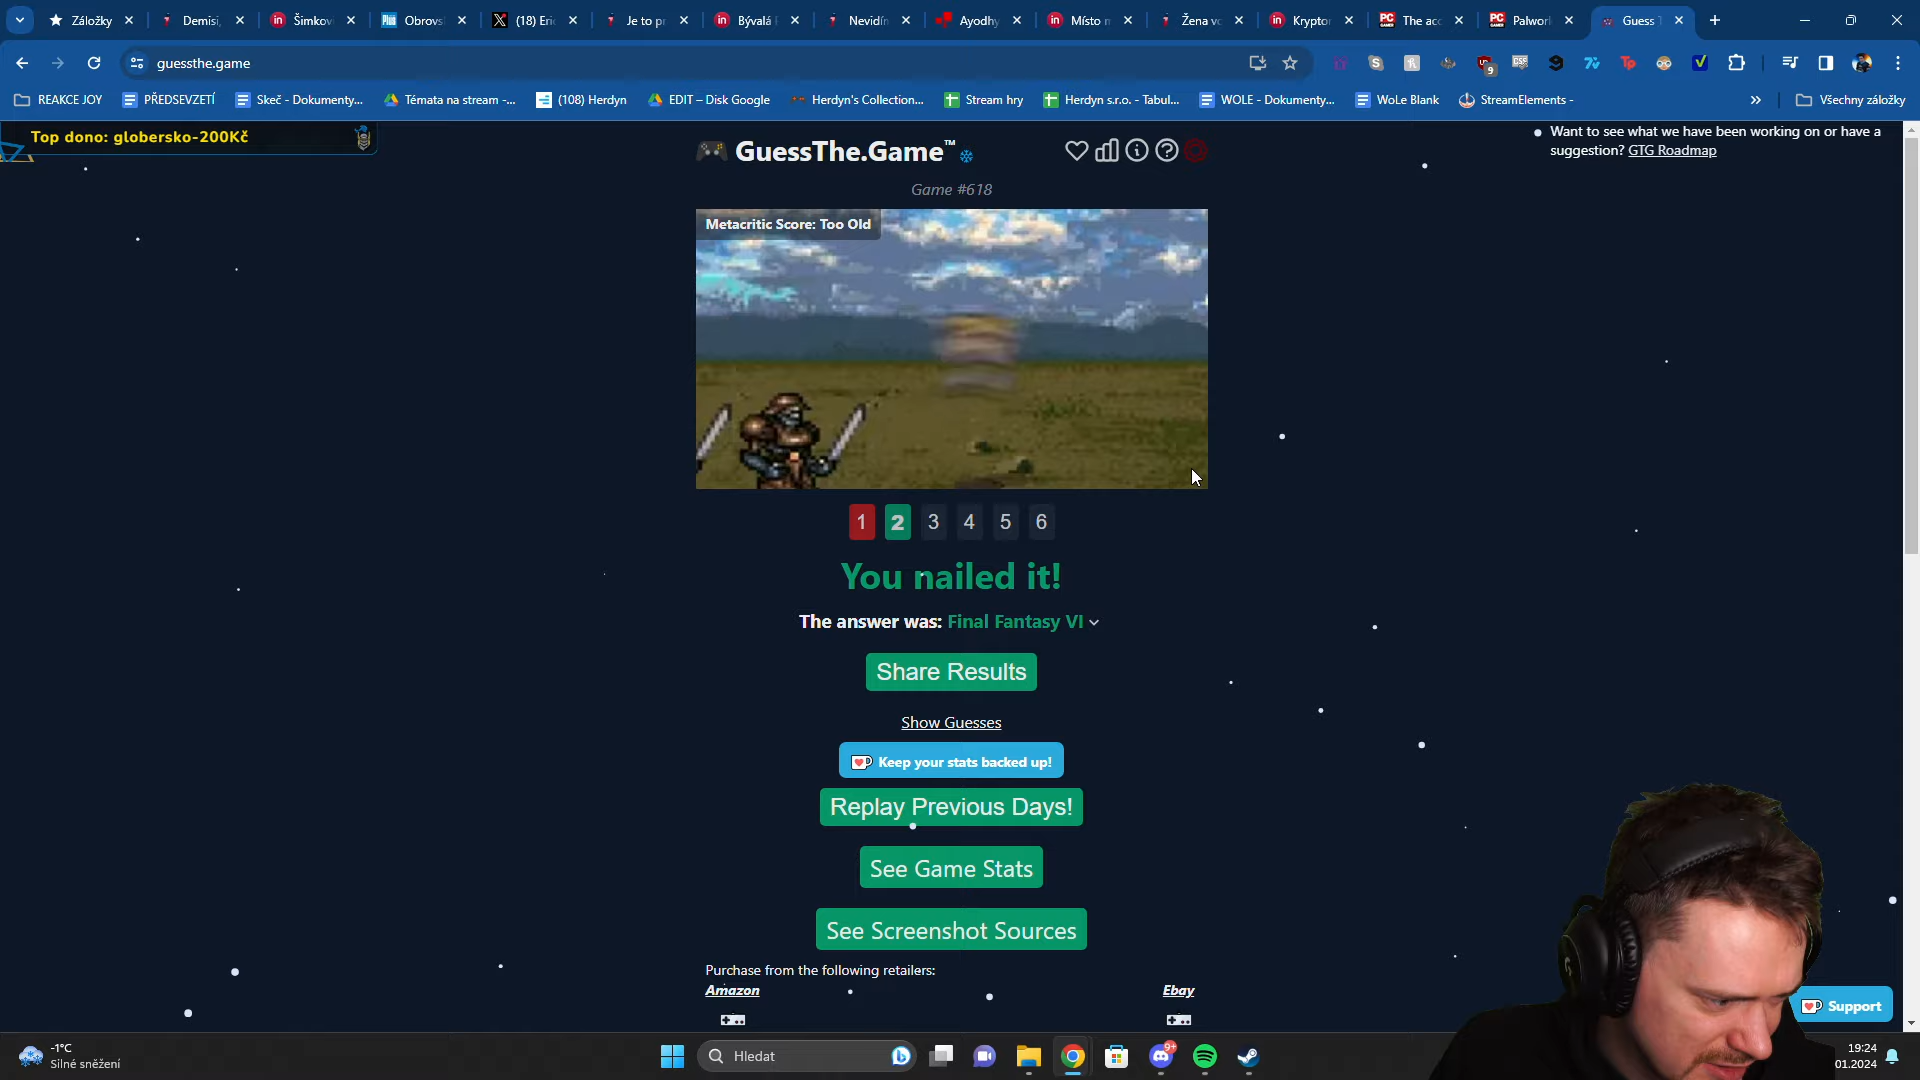 Záložky
Demisi,
Šimkov
Obrovs
(18) Eri
Je to pr
Bývalá
Nevidín
Ayodhy
Místo n
Žena vo
Krypto
The acc
Palworl
Guess T
guessthe.game
REAKCE JOY
PŘEDSEVZETÍ
Skeč - Dokumenty...
Témata na stream -...
(108) Herdyn
EDIT – Disk Google
Herdyn's Collection...
Stream hry
Herdyn s.r.o. - Tabul...
WOLE - Dokumenty...
WoLe Blank
StreamElements -
Všechny záložky
Top dono: globersko-200Kč
GuessThe.Game™
Want to see what we have been working on or have a
suggestion? GTG Roadmap
Game #618
Metacritic Score: Too Old
1 2 3 4 5 6
You nailed it!
The answer was: Final Fantasy VI
Share Results
Show Guesses
Keep your stats backed up!
Replay Previous Days!
See Game Stats
See Screenshot Sources
Purchase from the following retailers:
Amazon
Ebay
Support
-1°C
Silné sněžení
Hledat
9+
19:24
01.2024